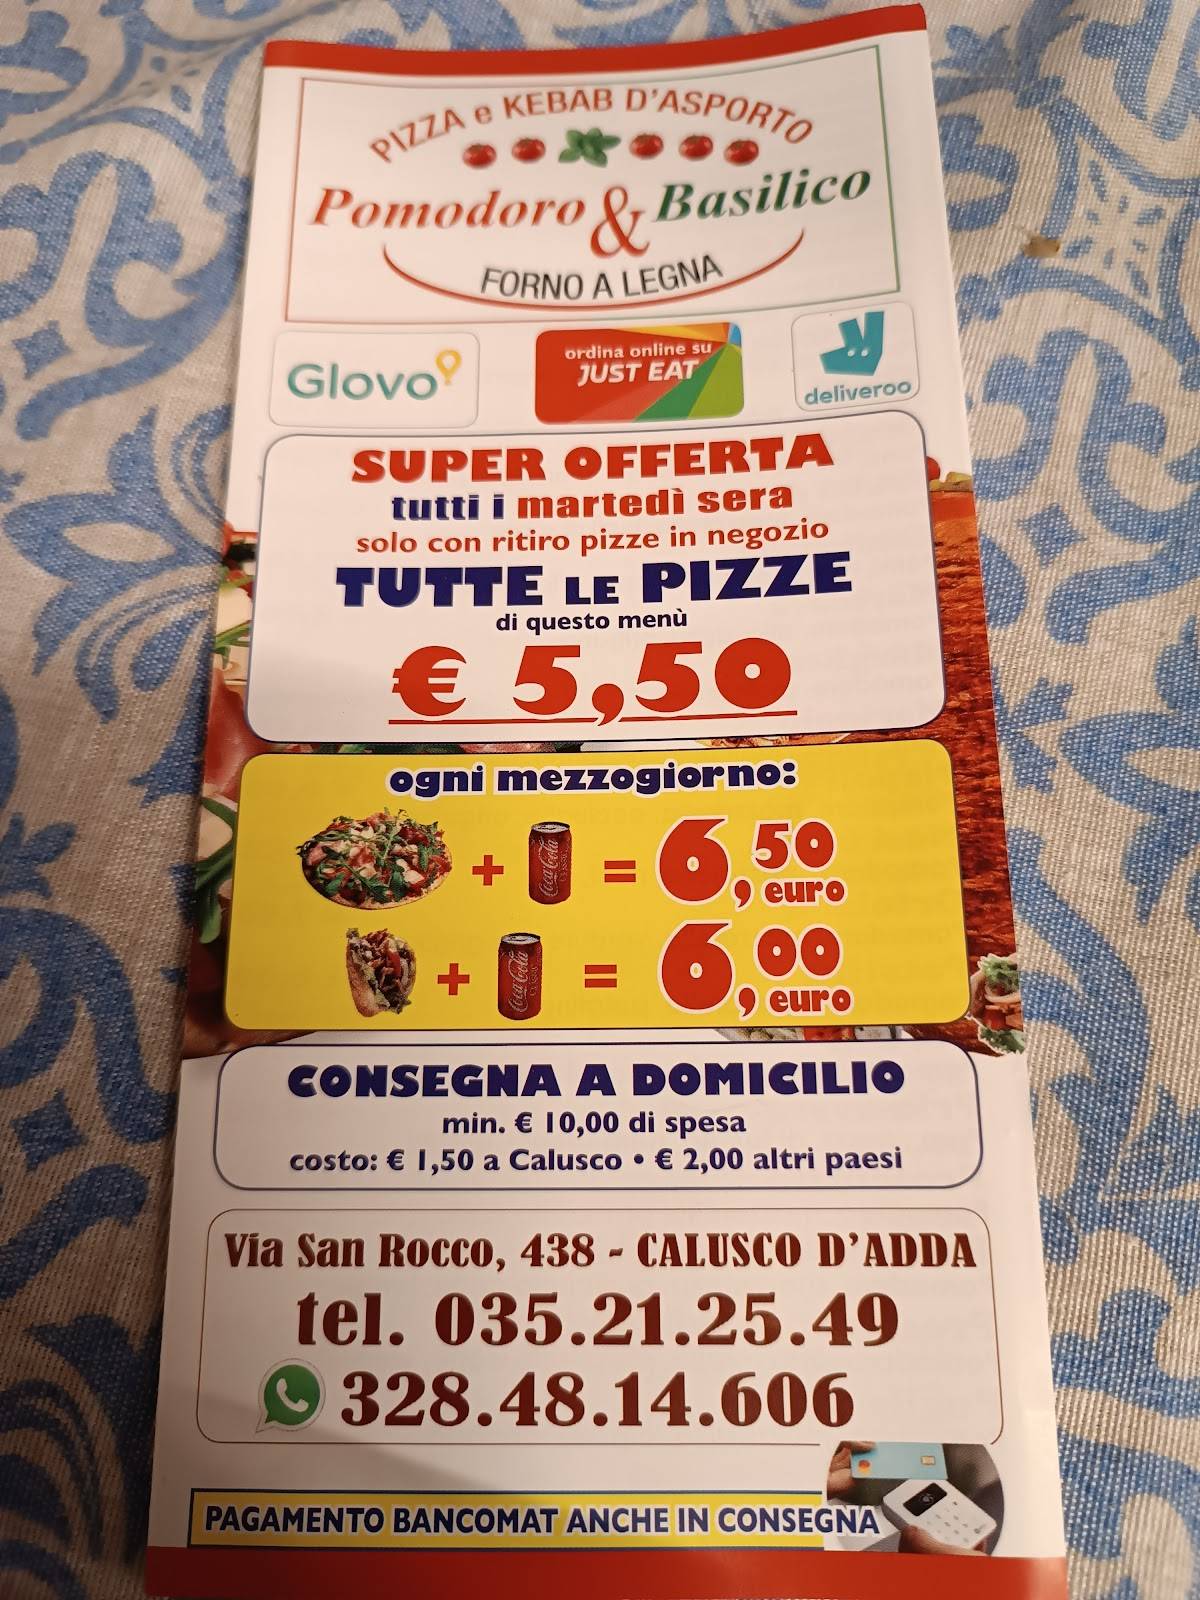 PIZZA e KEBAB D'ASPORTO
Pomodoro & Basilico
FORNO A LEGNA
Glovo
ordina online su
JUST EAT
deliveroo
SUPER OFFERTA
tutti i martedì sera
solo con ritiro pizze in negozio
TUTTE LE PIZZE
di questo menù
€ 5,50
ogni mezzogiorno:
+ Coca-Cola = 6,50 euro
+ Coca-Cola = 6,00 euro
CONSEGNA A DOMICILIO
min. € 10,00 di spesa
costo: € 1,50 a Calusco • € 2,00 altri paesi
Via San Rocco, 438 - CALUSCO D'ADDA
tel. 035.21.25.49
328.48.14.606
PAGAMENTO BANCOMAT ANCHE IN CONSEGNA